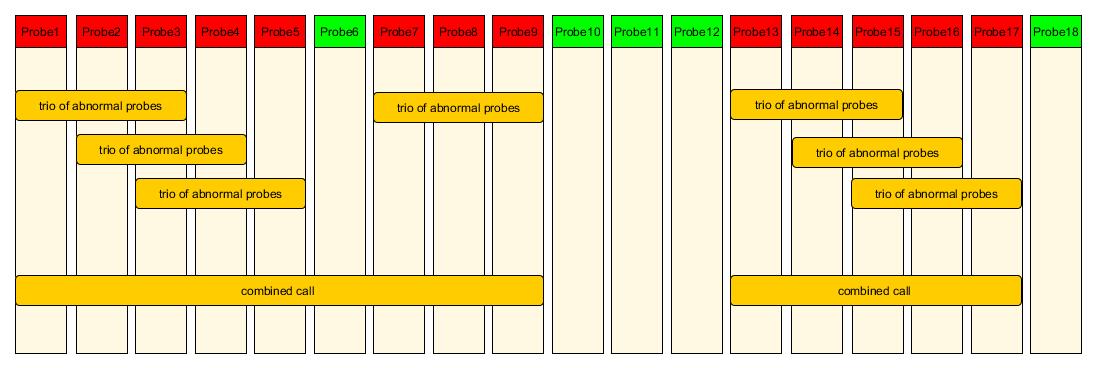 Probe1 Probe2 Probe3 Probe4 Probe5 Probe6 Probe7 Probe8 Probe9 Probe10 Probe11 Probe12 Probe13 Probe14 Probe15 Probe16 Probe17 Probe18
trio of abnormal probes trio of abnormal probes trio of abnormal probes
trio of abnormal probes trio of abnormal probes
trio of abnormal probes trio of abnormal probes
combined call combined call